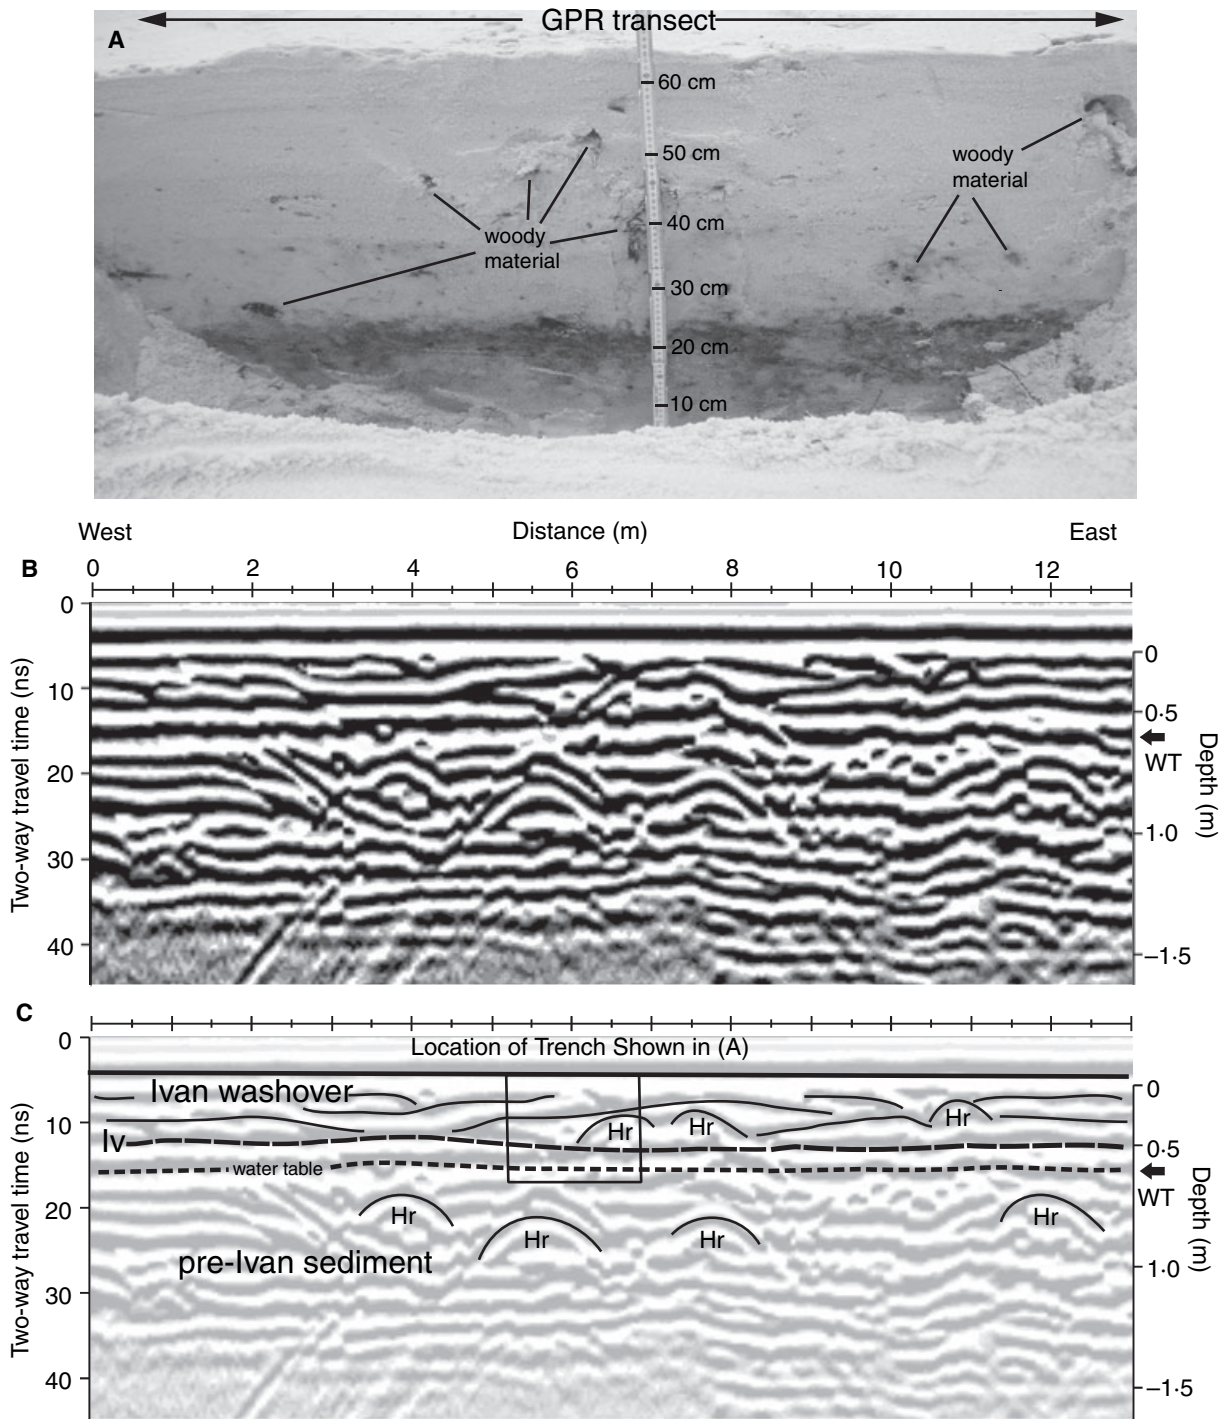 GPR transect
A
60 cm
50 cm
woody
material
40 cm
woody
material
30 cm
20 cm
10 cm
West
Distance (m)
East
B
0 2 4 6 8 10 12
0
10
20
30
40
Two-way travel time (ns)
0
0·5
WT
1·0
–1·5
Depth (m)
C
Location of Trench Shown in (A)
0
10
20
30
40
Two-way travel time (ns)
Ivan washover
Hr
Hr
Hr
Iv
water table
Hr
Hr
Hr
Hr
pre-Ivan sediment
0
0·5
WT
1·0
–1·5
Depth (m)